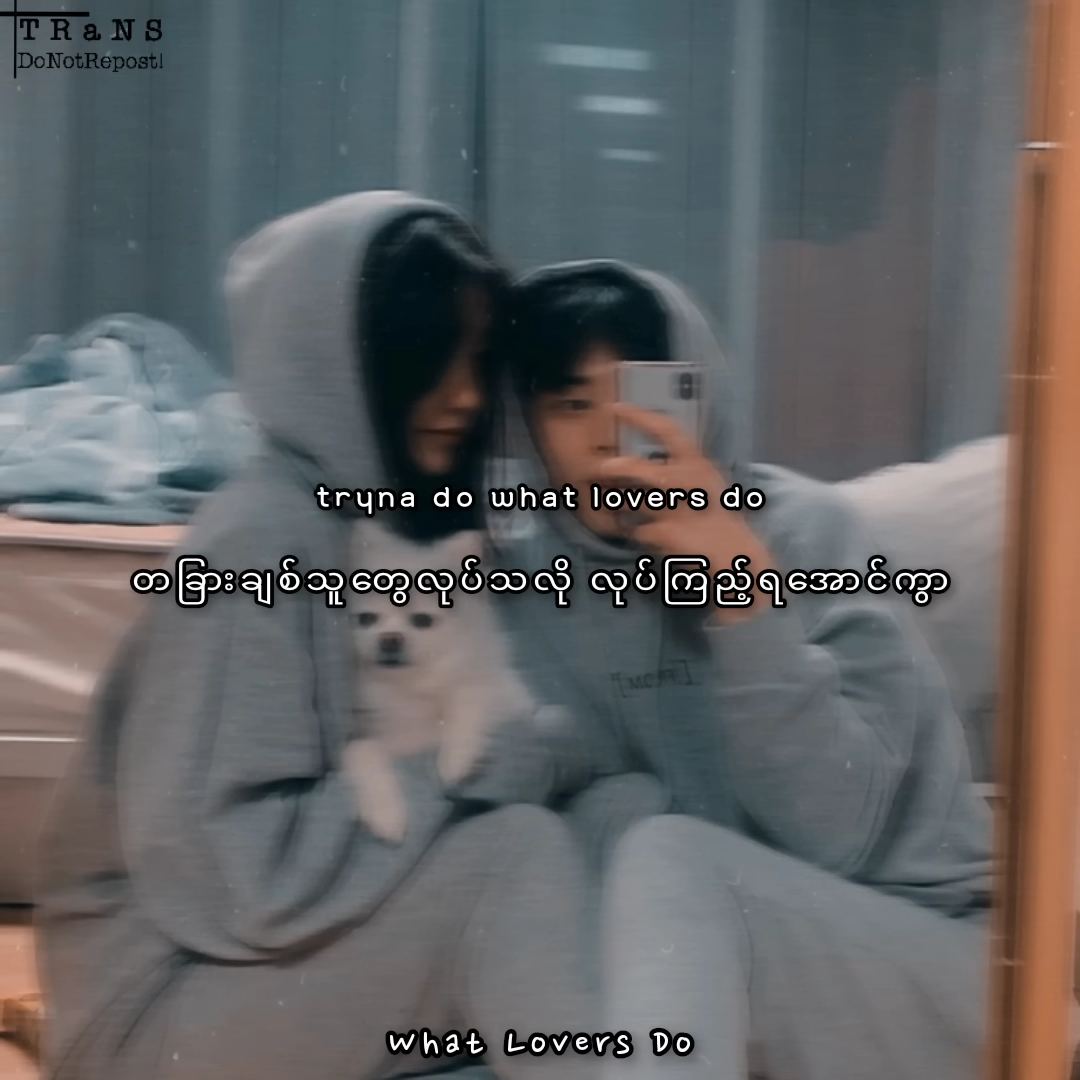 TRaNS
DoNotRepost!
tryna do what lovers do
တခြားချစ်သူတွေလုပ်သလို လုပ်ကြည့်ရအောင်ကွာ
What Lovers Do